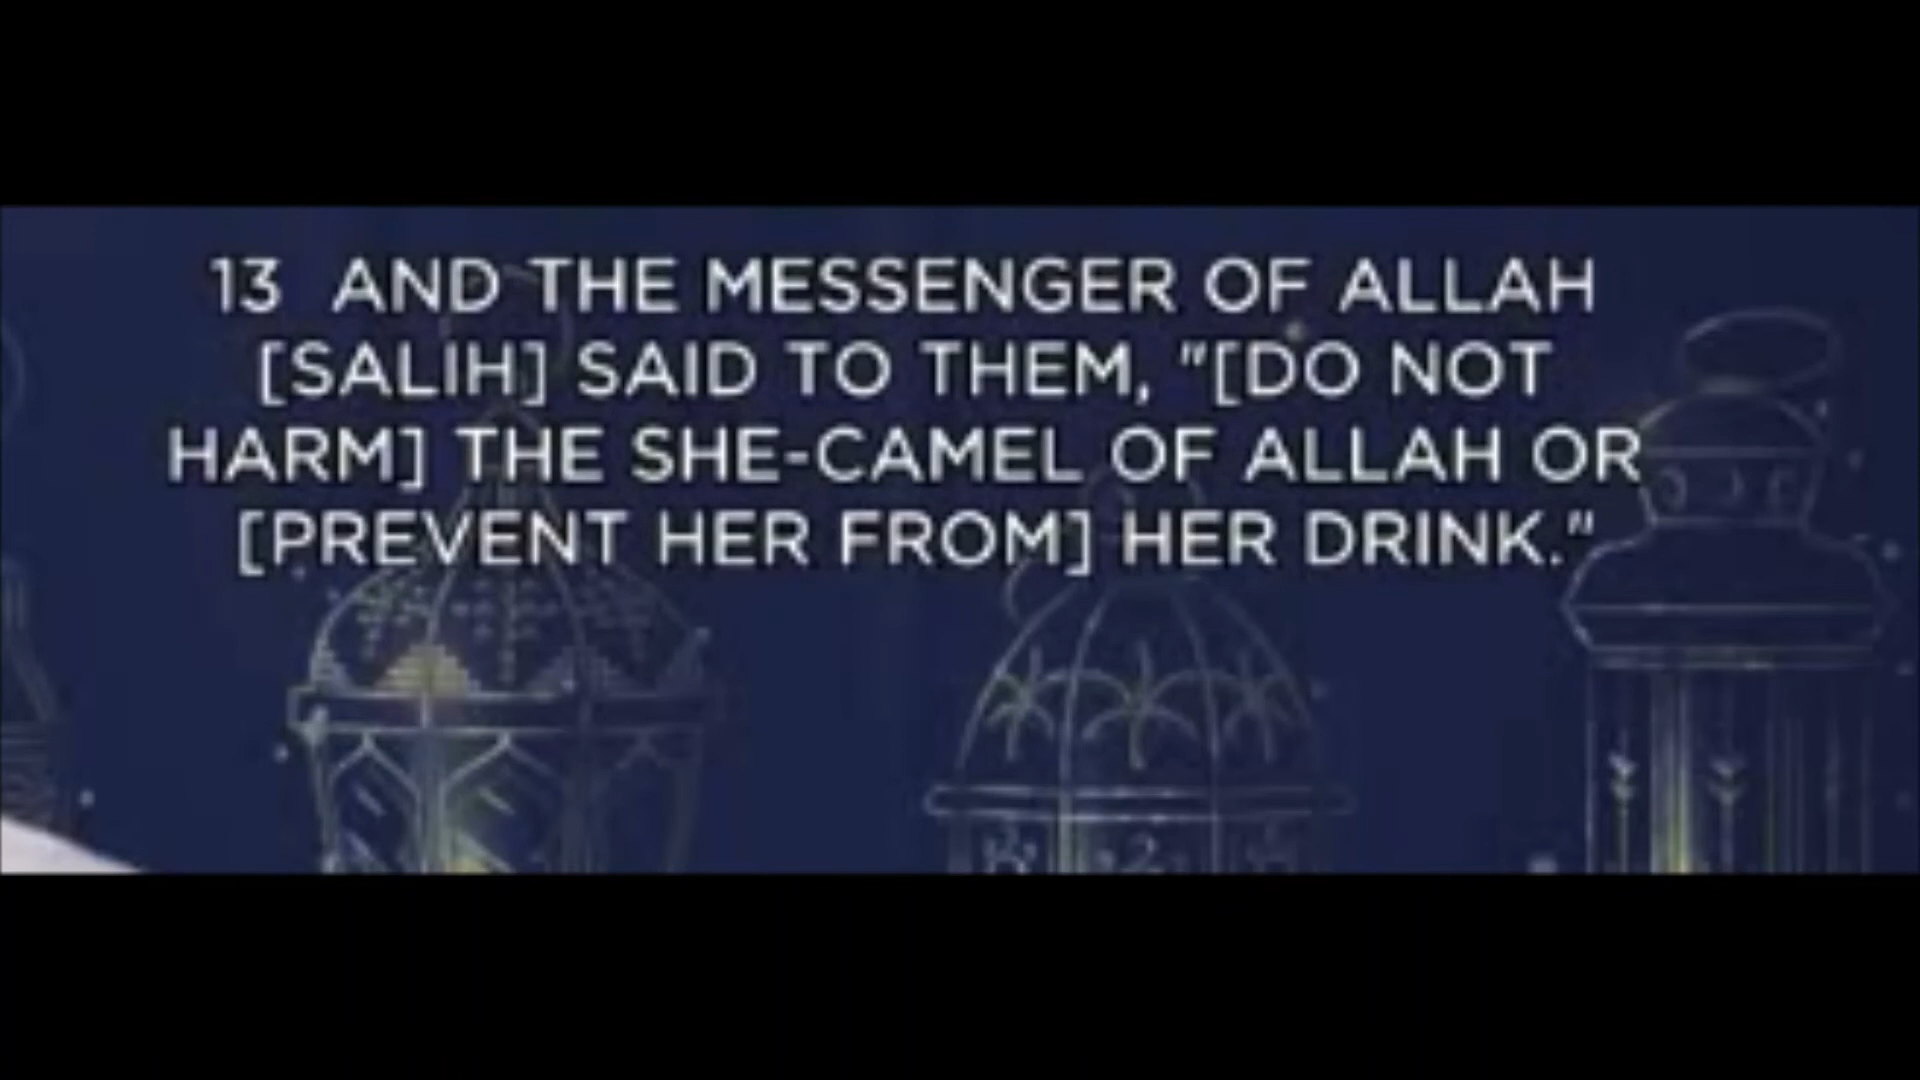 13 AND THE MESSENGER OF ALLAH
[SALIH] SAID TO THEM, "[DO NOT
HARM] THE SHE-CAMEL OF ALLAH OR
[PREVENT HER FROM] HER DRINK."